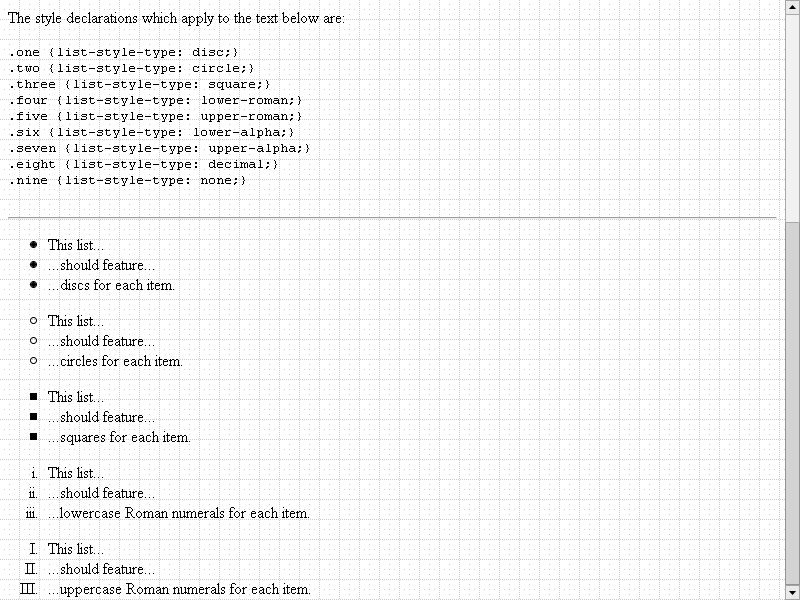 The style declarations which apply to the text below are:
.one {list-style-type: disc;}
.two {list-style-type: circle;}
.three {list-style-type: square;}
.four {list-style-type: lower-roman;}
.five {list-style-type: upper-roman;}
.six {list-style-type: lower-alpha;}
.seven {list-style-type: upper-alpha;}
.eight {list-style-type: decimal;}
.nine {list-style-type: none;}
● This list...
● ...should feature...
● ...discs for each item.
○ This list...
○ ...should feature...
○ ...circles for each item.
■ This list...
■ ...should feature...
■ ...squares for each item.
i. This list...
ii. ...should feature...
iii. ...lowercase Roman numerals for each item.
I. This list...
II. ...should feature...
III. ...uppercase Roman numerals for each item.